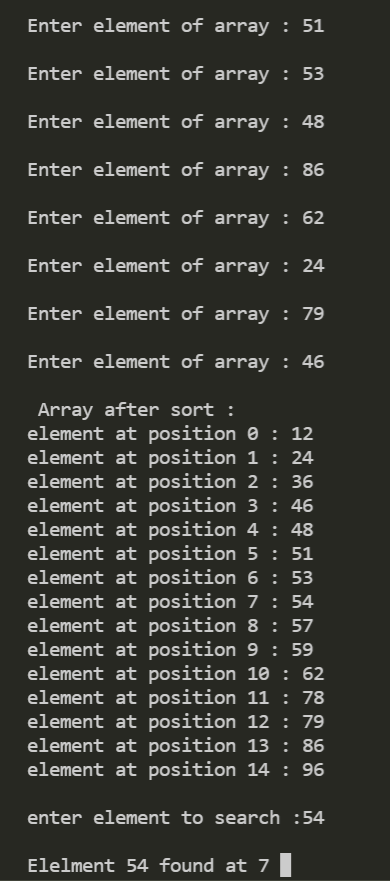 Enter element of array : 51
Enter element of array : 53
Enter element of array : 48
Enter element of array : 86
Enter element of array : 62
Enter element of array : 24
Enter element of array : 79
Enter element of array : 46
Array after sort :
element at position 0 : 12
element at position 1 : 24
element at position 2 : 36
element at position 3 : 46
element at position 4 : 48
element at position 5 : 51
element at position 6 : 53
element at position 7 : 54
element at position 8 : 57
element at position 9 : 59
element at position 10 : 62
element at position 11 : 78
element at position 12 : 79
element at position 13 : 86
element at position 14 : 96
enter element to search :54
Elelment 54 found at 7